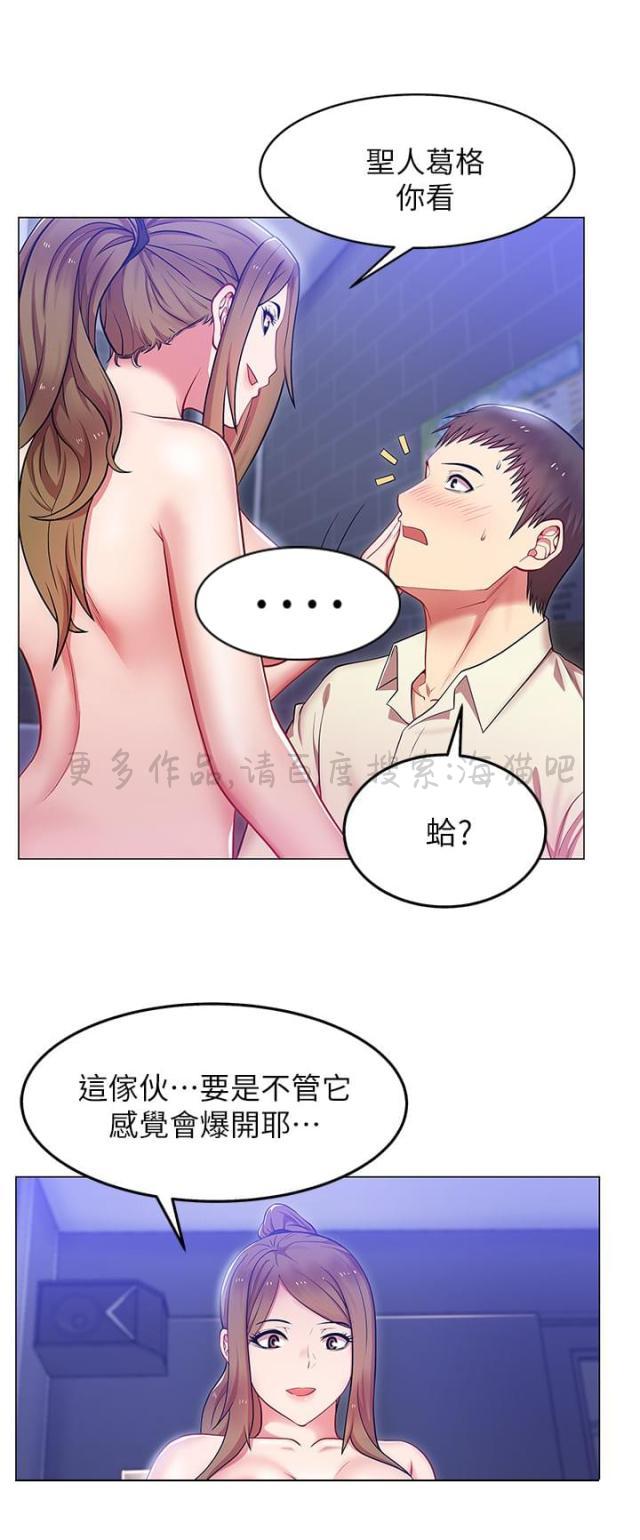 聖人葛格
你看
....
更多作品,请百度搜索:海猫吧
蛤?
這傢伙…要是不管它
感覺會爆開耶…